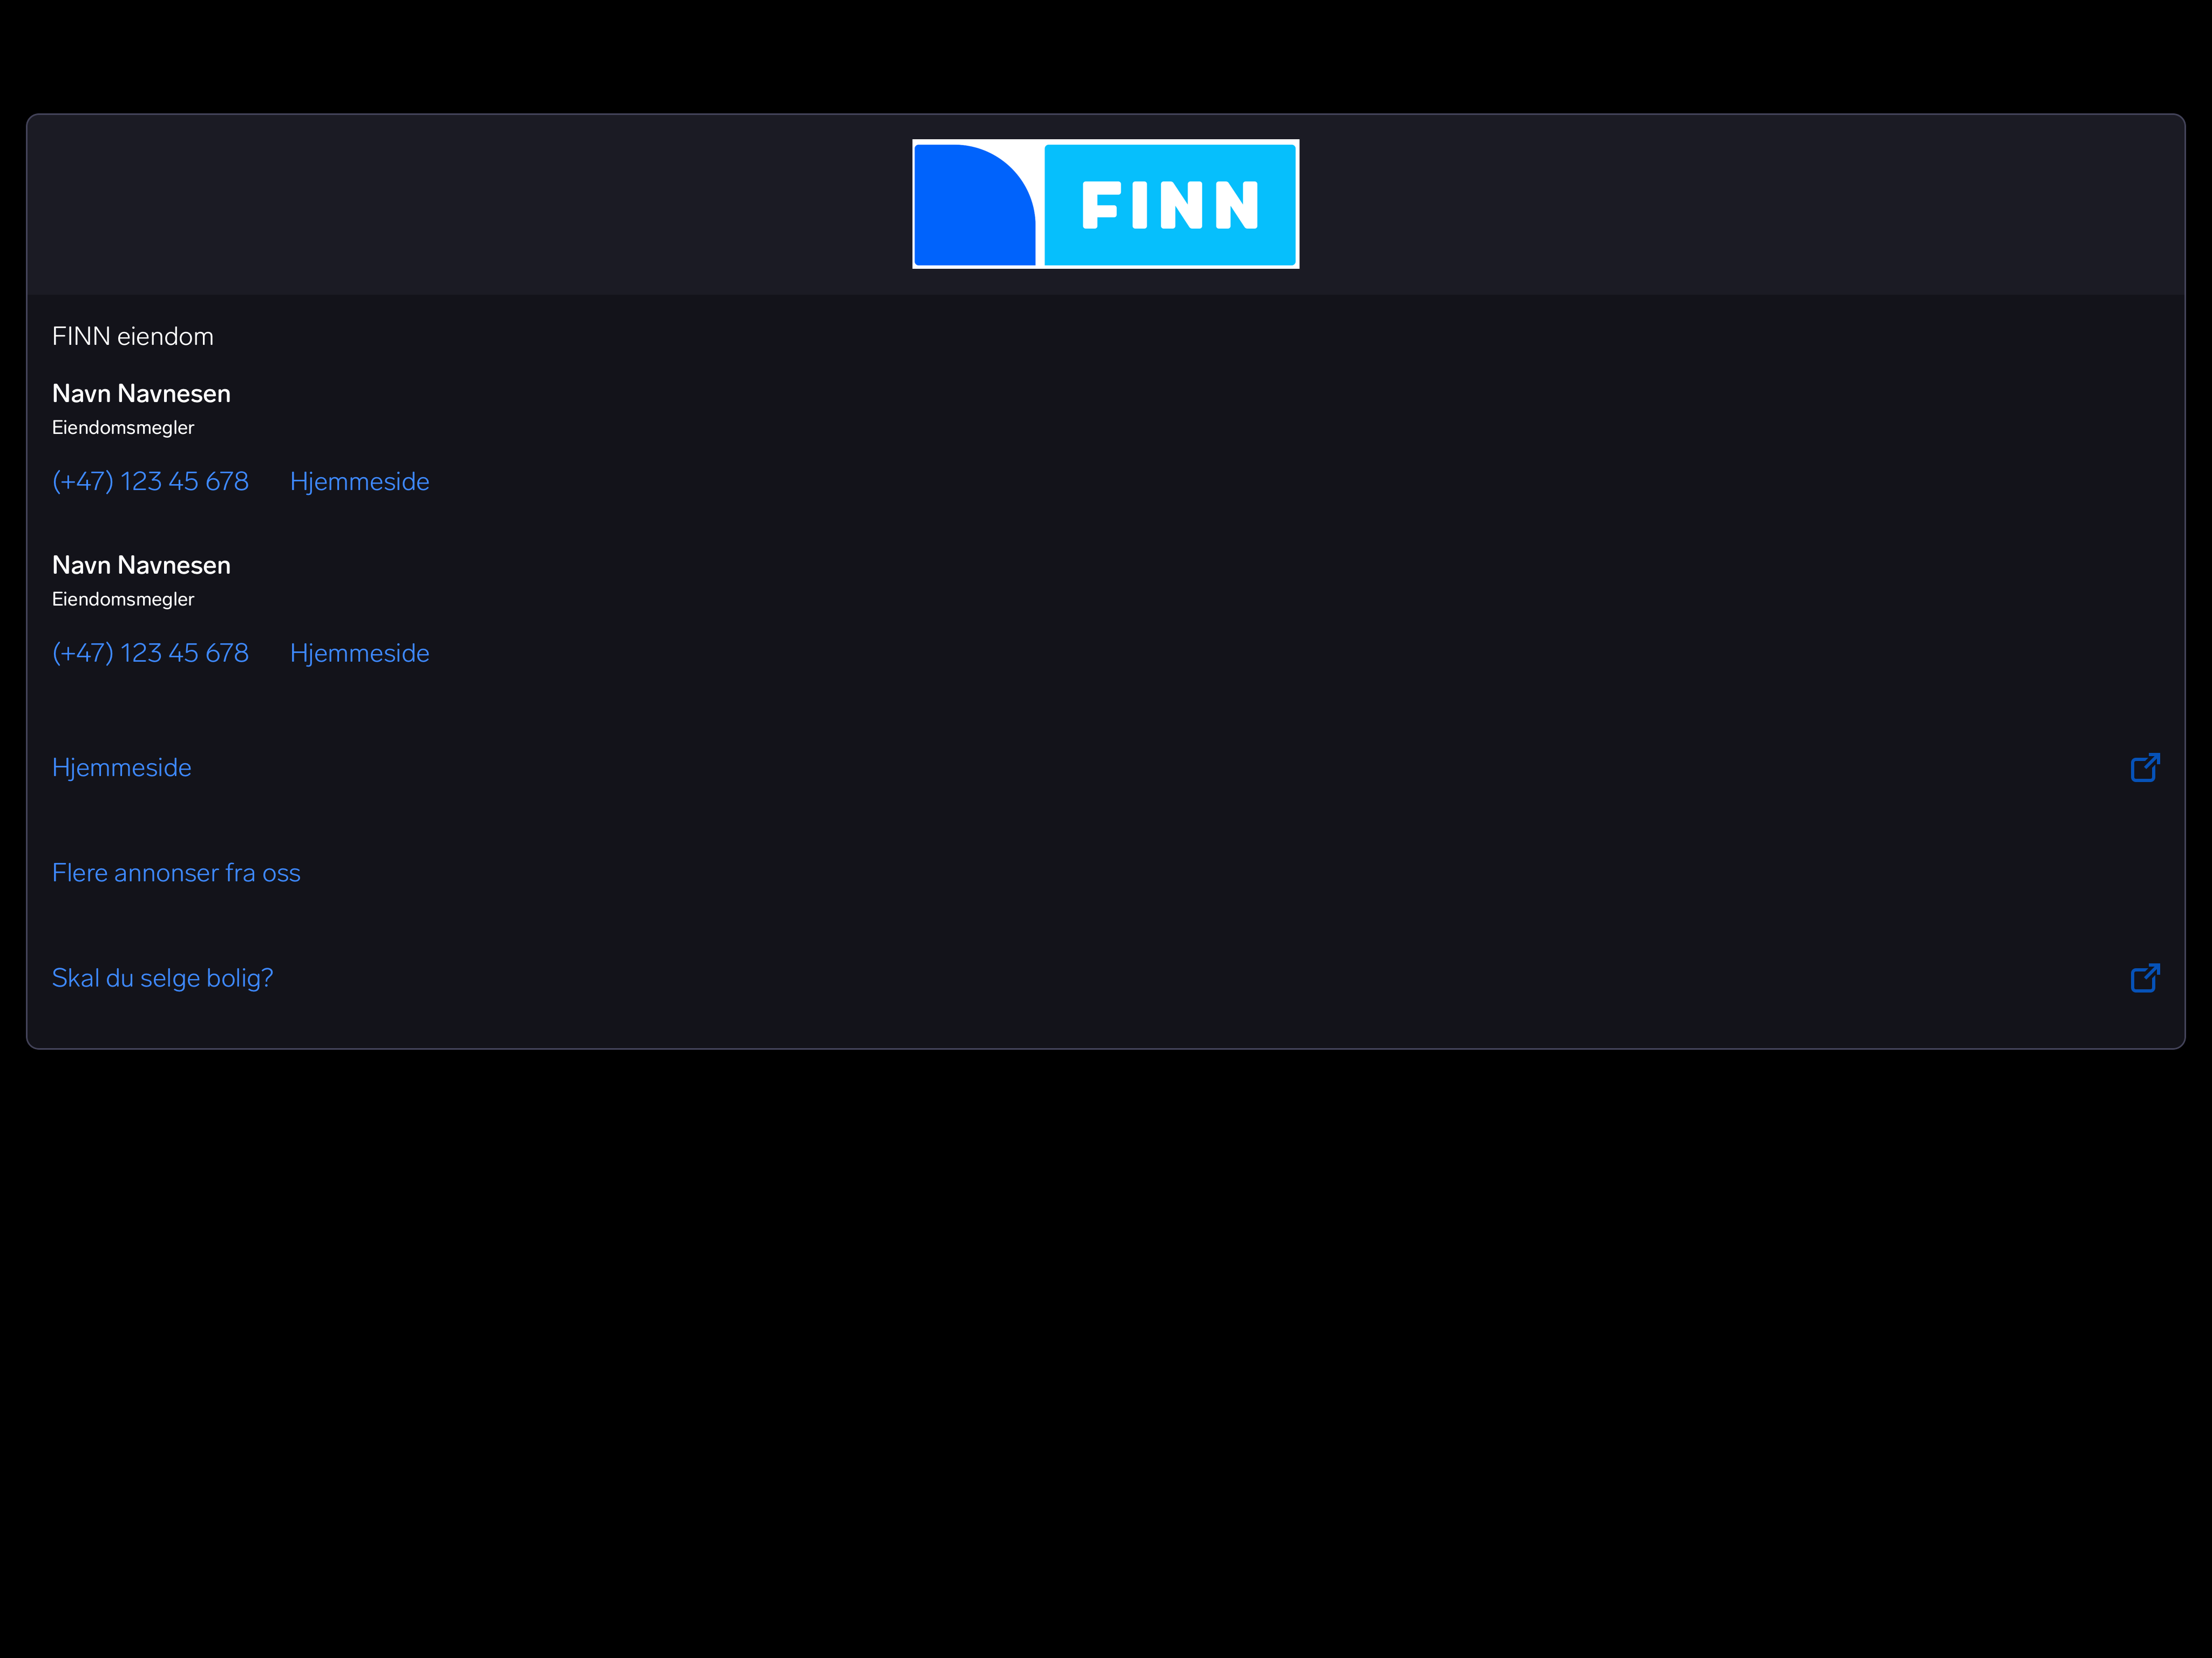 FINN
FINN eiendom
Navn Navnesen
Eiendomsmegler
(+47) 123 45 678 Hjemmeside
Navn Navnesen
Eiendomsmegler
(+47) 123 45 678 Hjemmeside
Hjemmeside
Flere annonser fra oss
Skal du selge bolig?